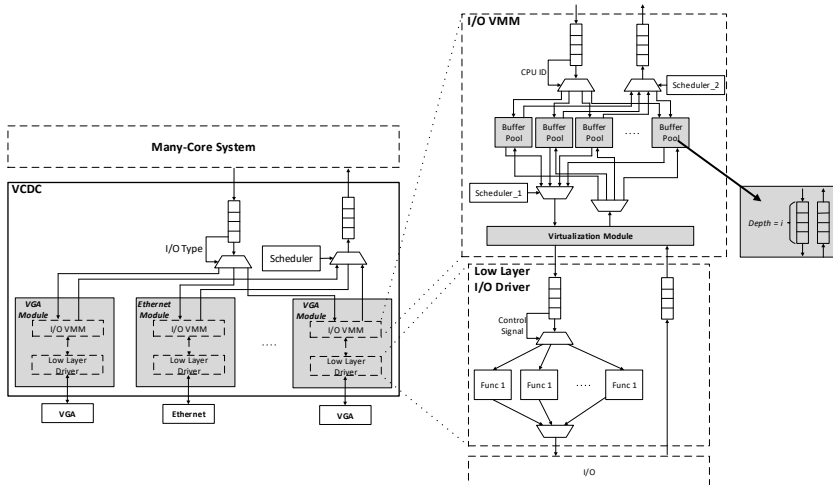 Many-Core System
VCDC
I/O Type
Scheduler
VGA
Module
I/O VMM
Low Layer
Driver
Ethernet
Module
I/O VMM
Low Layer
Driver
....
VGA
Module
I/O VMM
Low Layer
Driver
VGA
Ethernet
VGA
I/O VMM
CPU ID
Scheduler_2
Buffer
Pool
Buffer
Pool
Buffer
Pool
....
Buffer
Pool
Scheduler_1
Virtualization Module
Depth = i
Low Layer
I/O Driver
Control
Signal
Func 1
Func 1
....
Func 1
I/O